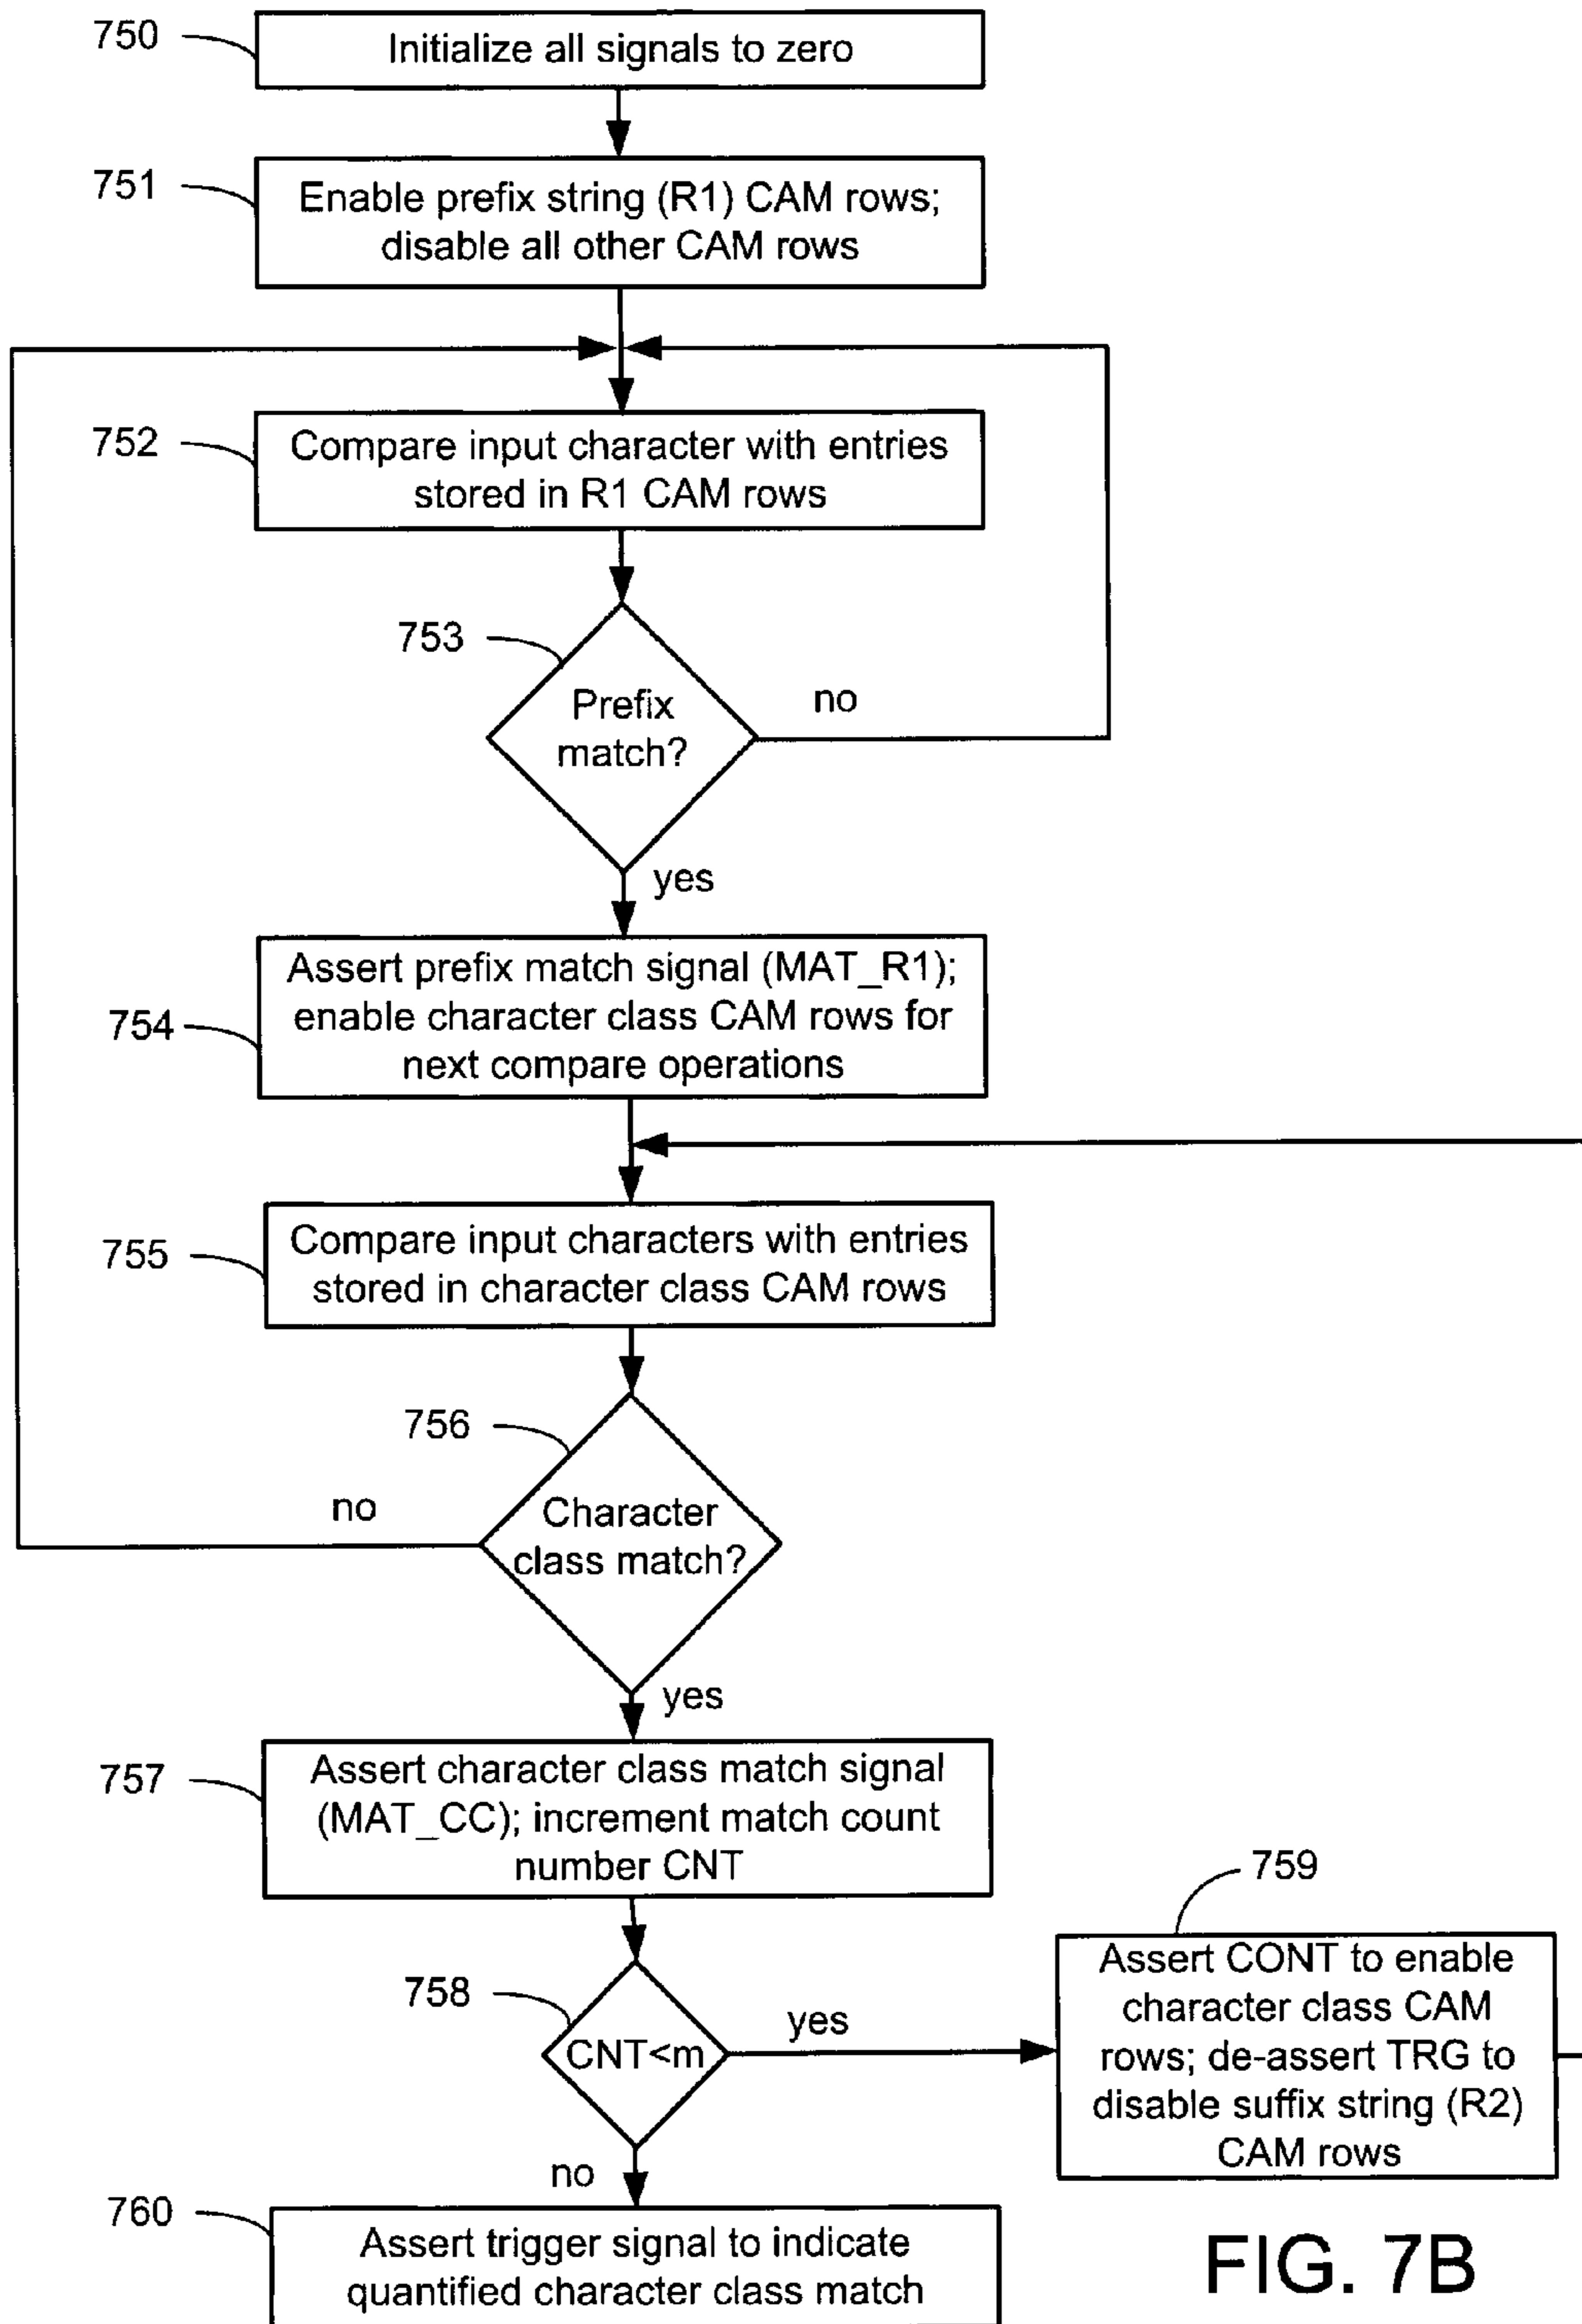 750
Initialize all signals to zero
751
Enable prefix string (R1) CAM rows;
disable all other CAM rows
752
Compare input character with entries
stored in R1 CAM rows
753
Prefix
match?
no
yes
754
Assert prefix match signal (MAT_R1);
enable character class CAM rows for
next compare operations
755
Compare input characters with entries
stored in character class CAM rows
756
no
Character
class match?
yes
757
Assert character class match signal
(MAT_CC); increment match count
number CNT
758
CNT<m
yes
759
Assert CONT to enable
character class CAM
rows; de-assert TRG to
disable suffix string (R2)
CAM rows
no
760
Assert trigger signal to indicate
quantified character class match
FIG. 7B